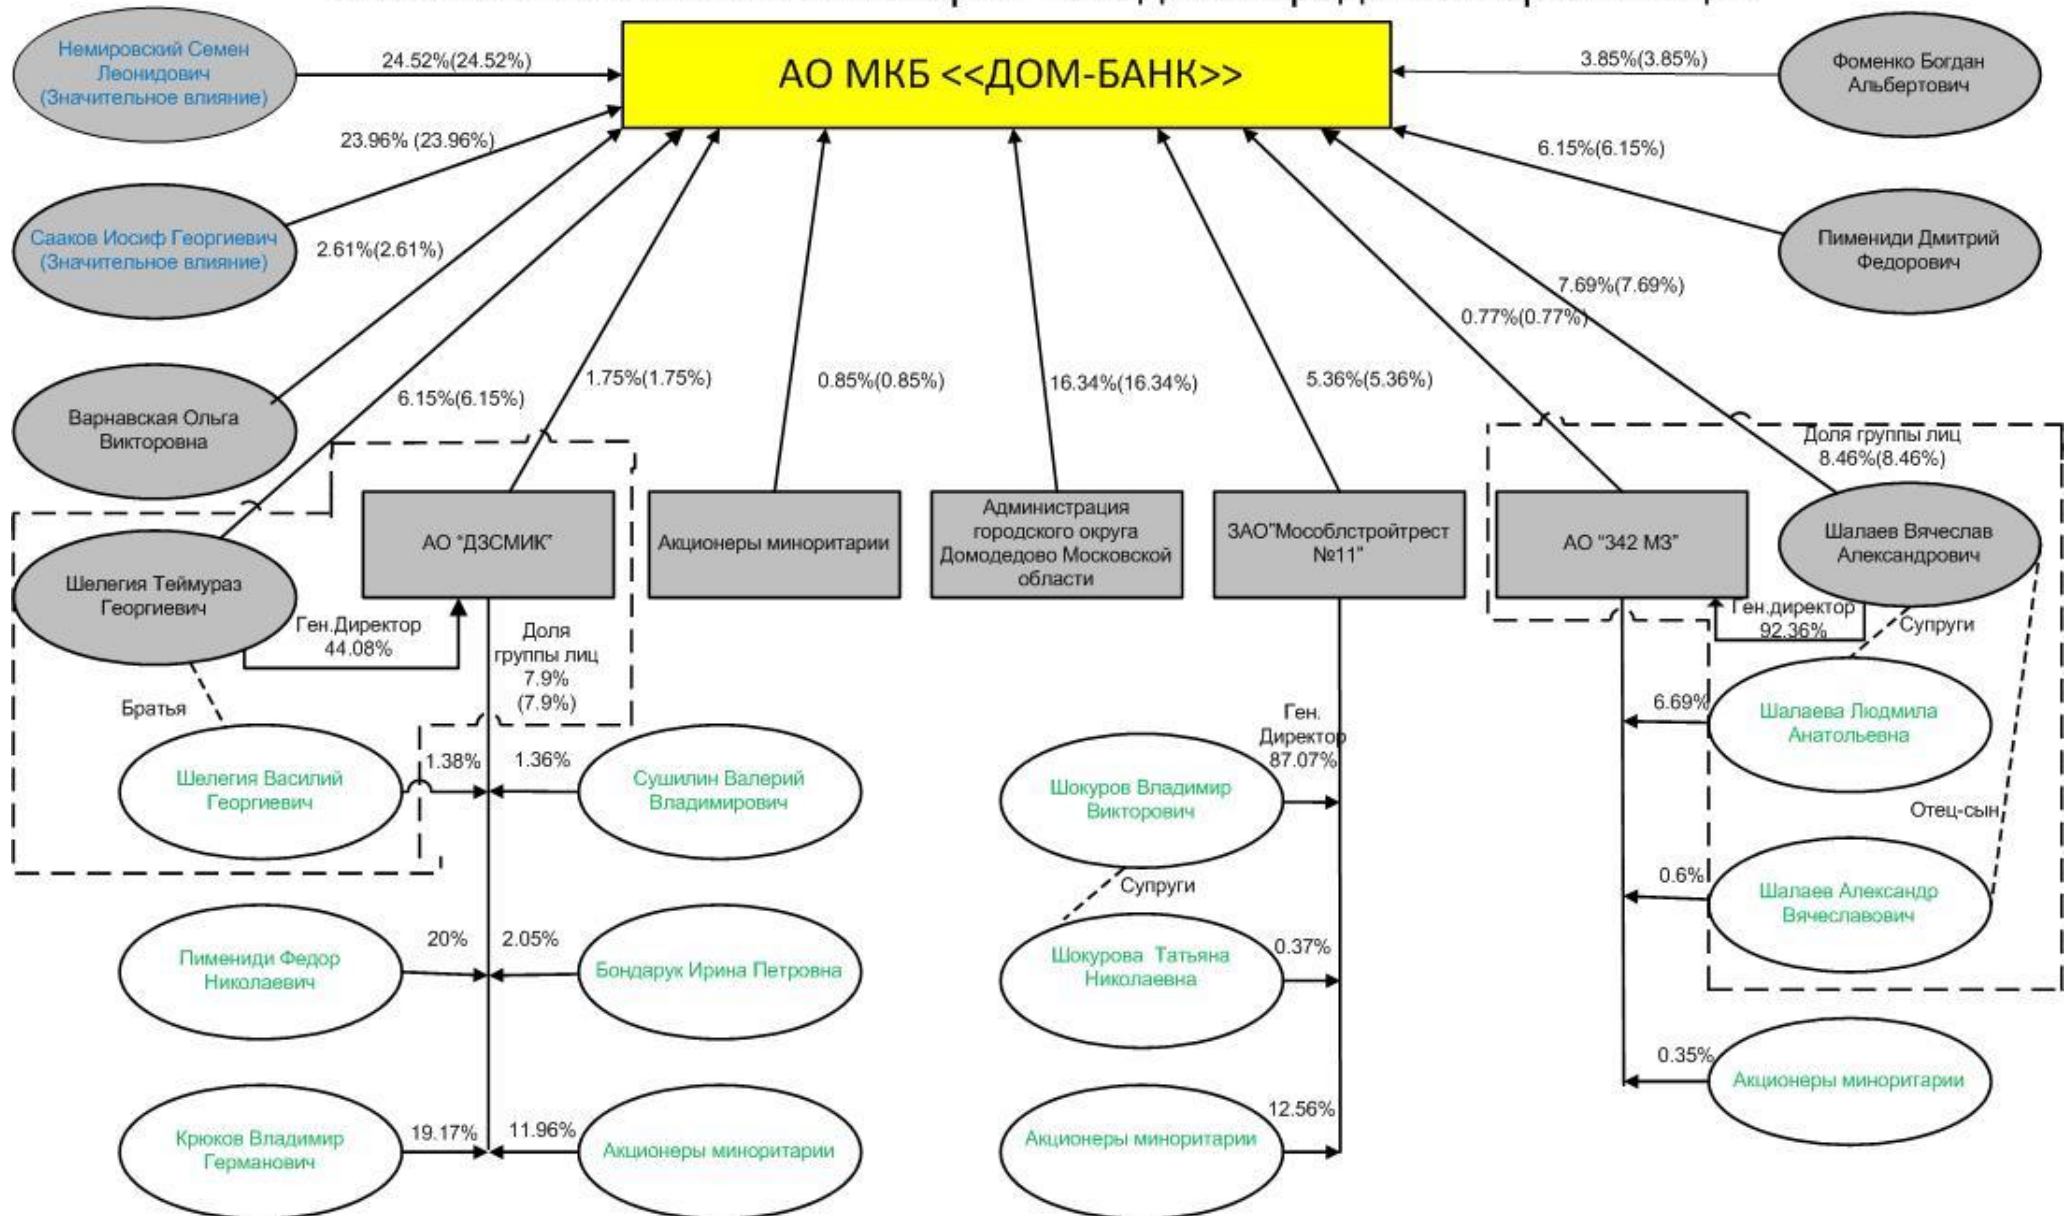 Немировский Семен
Леонидович
(Значительное влияние)
24.52%(24.52%)
АО МКБ <<ДОМ-БАНК>>
3.85%(3.85%)
Фоменко Богдан
Альбертович
23.96% (23.96%)
6.15%(6.15%)
Сааков Иосиф Георгиевич
(Значительное влияние)
2.61%(2.61%)
Пимениди Дмитрий
Федорович
7.69%(7.69%)
0.77%(0.77%)
Варнавская Ольга
Викторовна
6.15%(6.15%)
1.75%(1.75%)
0.85%(0.85%)
16.34%(16.34%)
5.36%(5.36%)
Доля группы лиц
8.46%(8.46%)
Шелегия Теймураз
Георгиевич
АО "ДЗСМИК"
Акционеры миноритарии
Администрация
городского округа
Домодедово Московской
области
ЗАО"Мособлстройтрест
№11"
АО "342 МЗ"
Шалаев Вячеслав
Александрович
Ген.Директор
44.08%
Доля
группы лиц
7.9%
(7.9%)
Ген.директор
92.36%
Супруги
Братья
Шелегия Василий
Георгиевич
1.38%
1.36%
Сушилин Валерий
Владимирович
Шокуров Владимир
Викторович
Ген.
Директор
87.07%
6.69%
Шалаева Людмила
Анатольевна
Отец-сын
Супруги
0.6%
Шалаев Александр
Вячеславович
Пимениди Федор
Николаевич
20%
2.05%
Бондарук Ирина Петровна
Шокурова Татьяна
Николаевна
0.37%
0.35%
Акционеры миноритарии
Крюков Владимир
Германович
19.17%
11.96%
Акционеры миноритарии
Акционеры миноритарии
12.56%